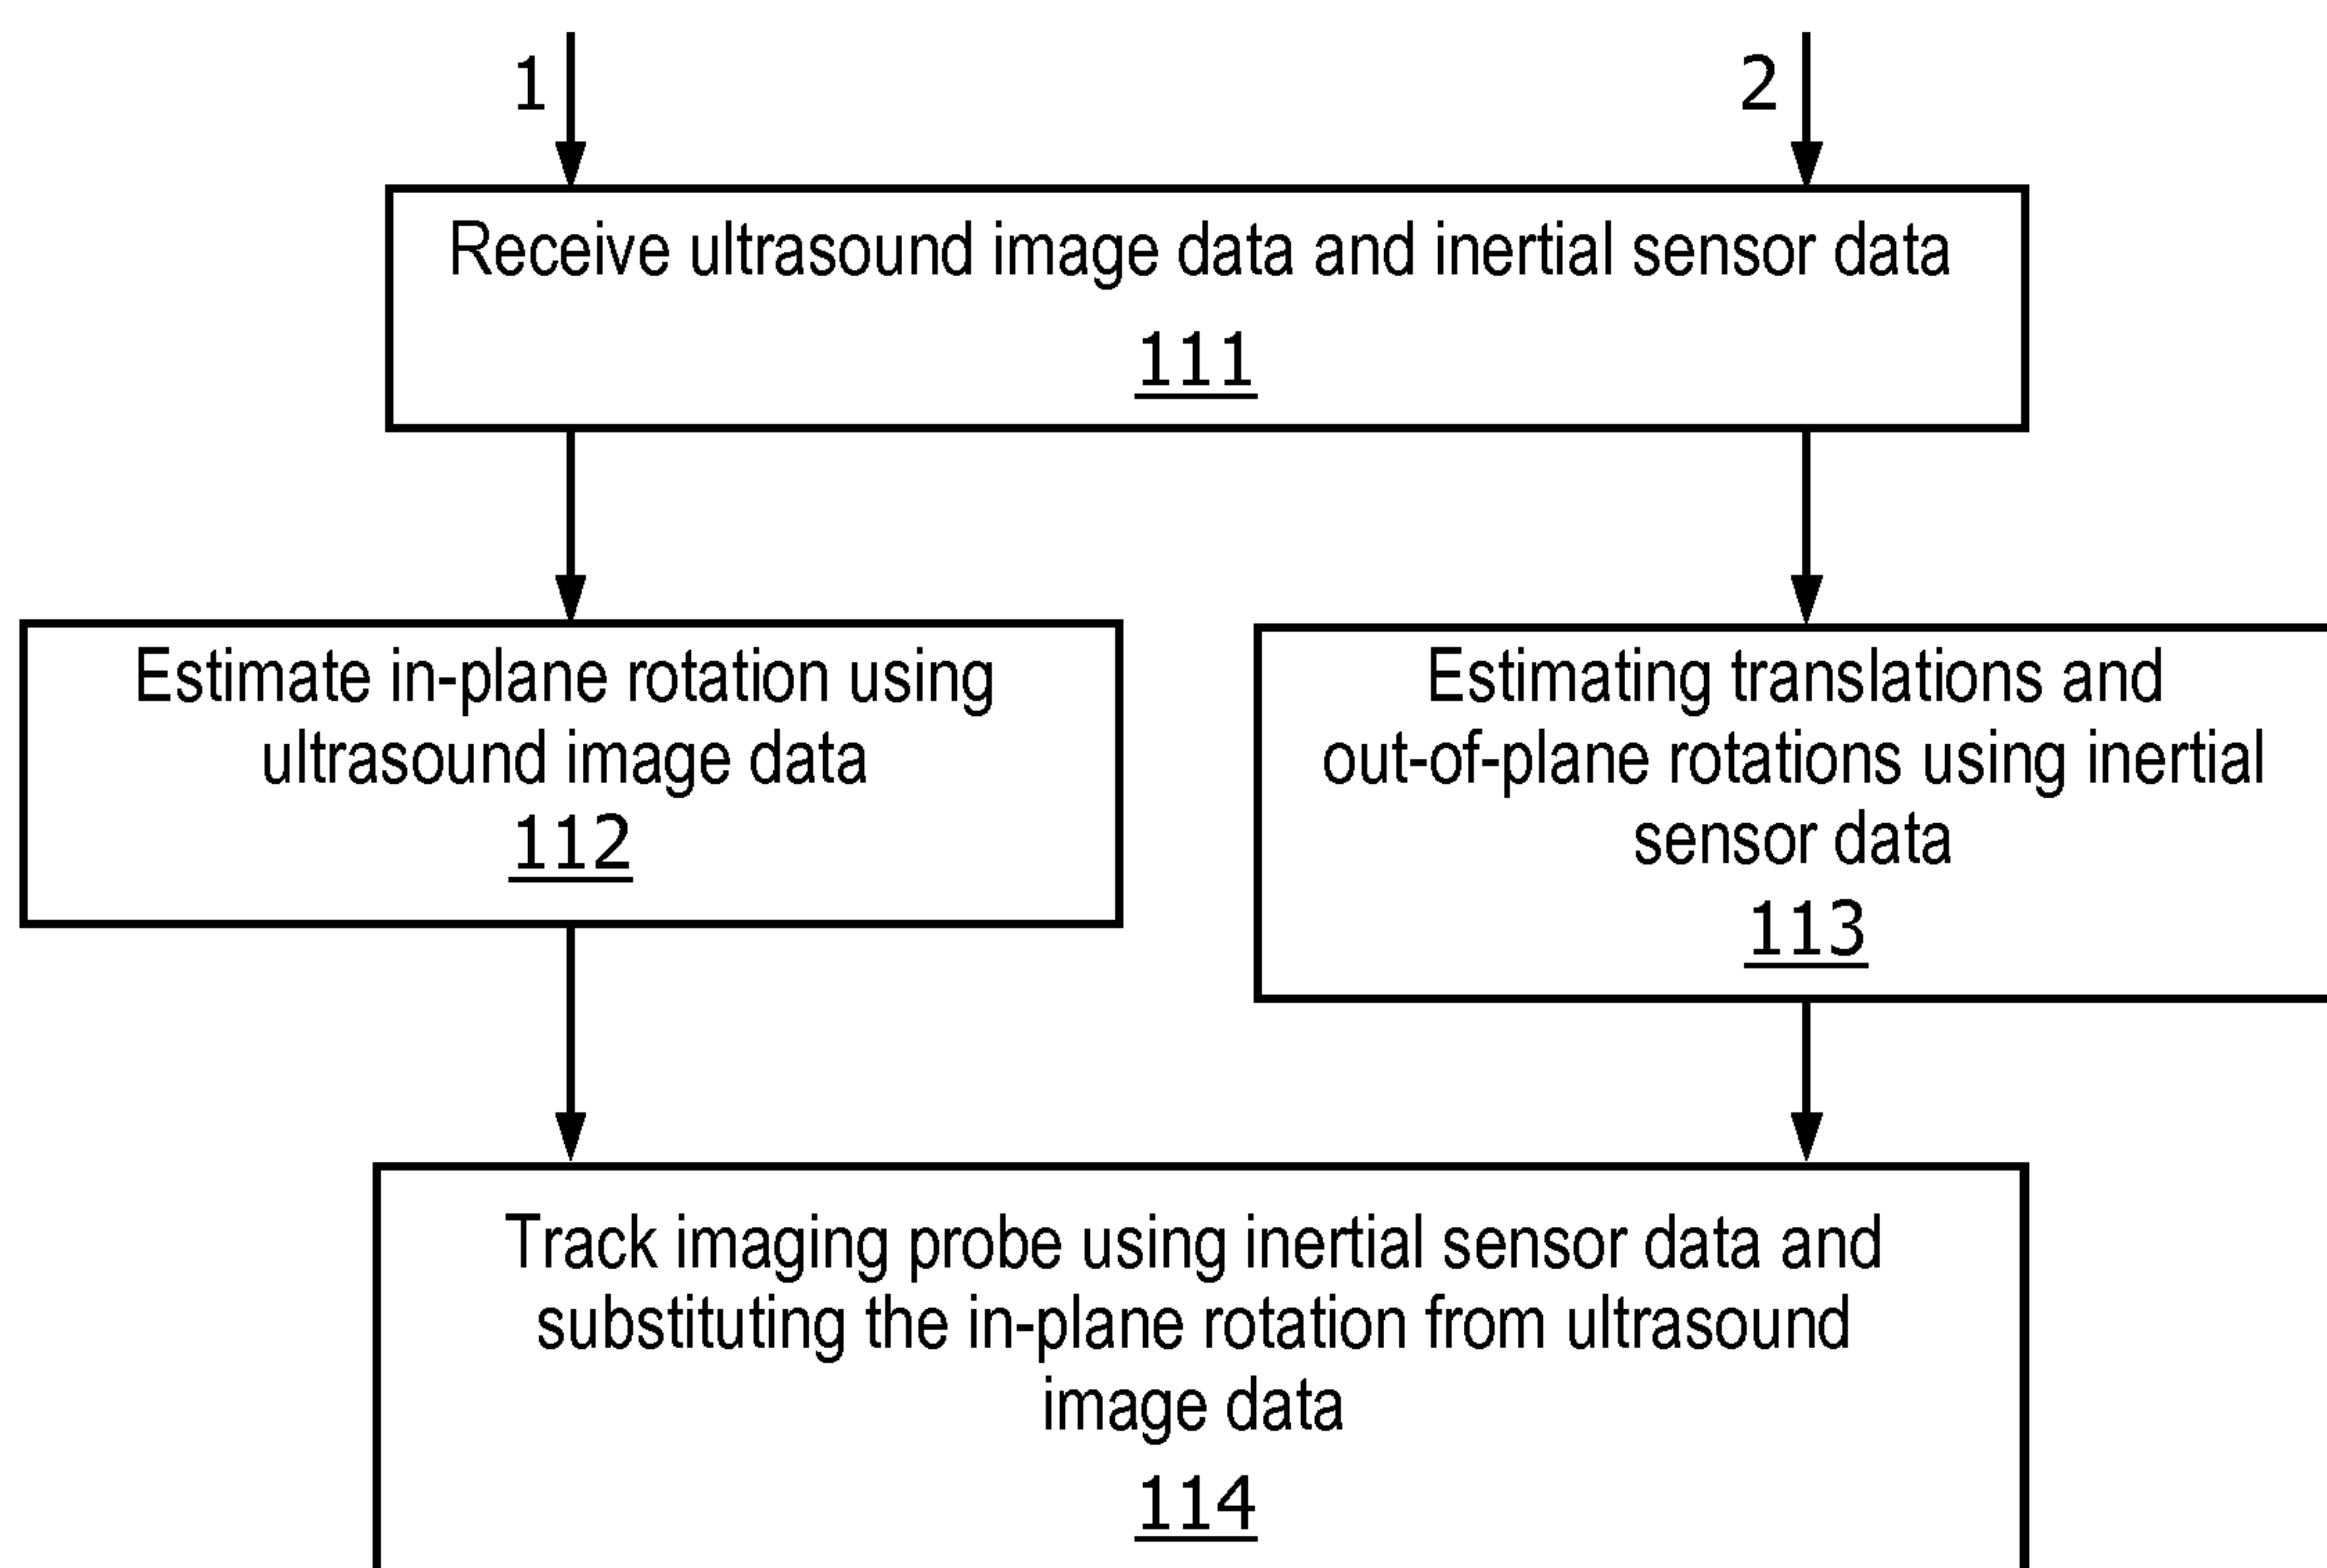 1
2
Receive ultrasound image data and inertial sensor data
111
Estimate in-plane rotation using
ultrasound image data
112
Estimating translations and
out-of-plane rotations using inertial
sensor data
113
Track imaging probe using inertial sensor data and
substituting the in-plane rotation from ultrasound
image data
114